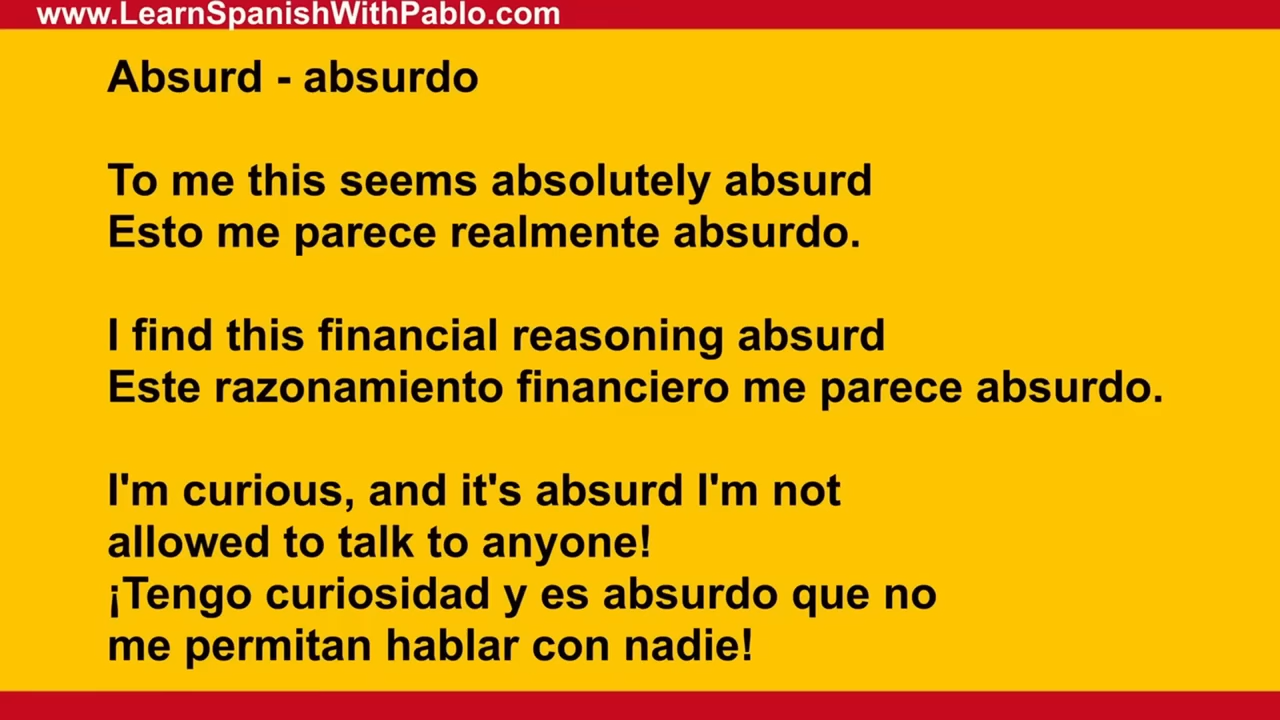 www.LearnSpanishWithPablo.com
Absurd - absurdo
To me this seems absolutely absurd
Esto me parece realmente absurdo.
I find this financial reasoning absurd
Este razonamiento financiero me parece absurdo.
I'm curious, and it's absurd I'm not
allowed to talk to anyone!
¡Tengo curiosidad y es absurdo que no
me permitan hablar con nadie!